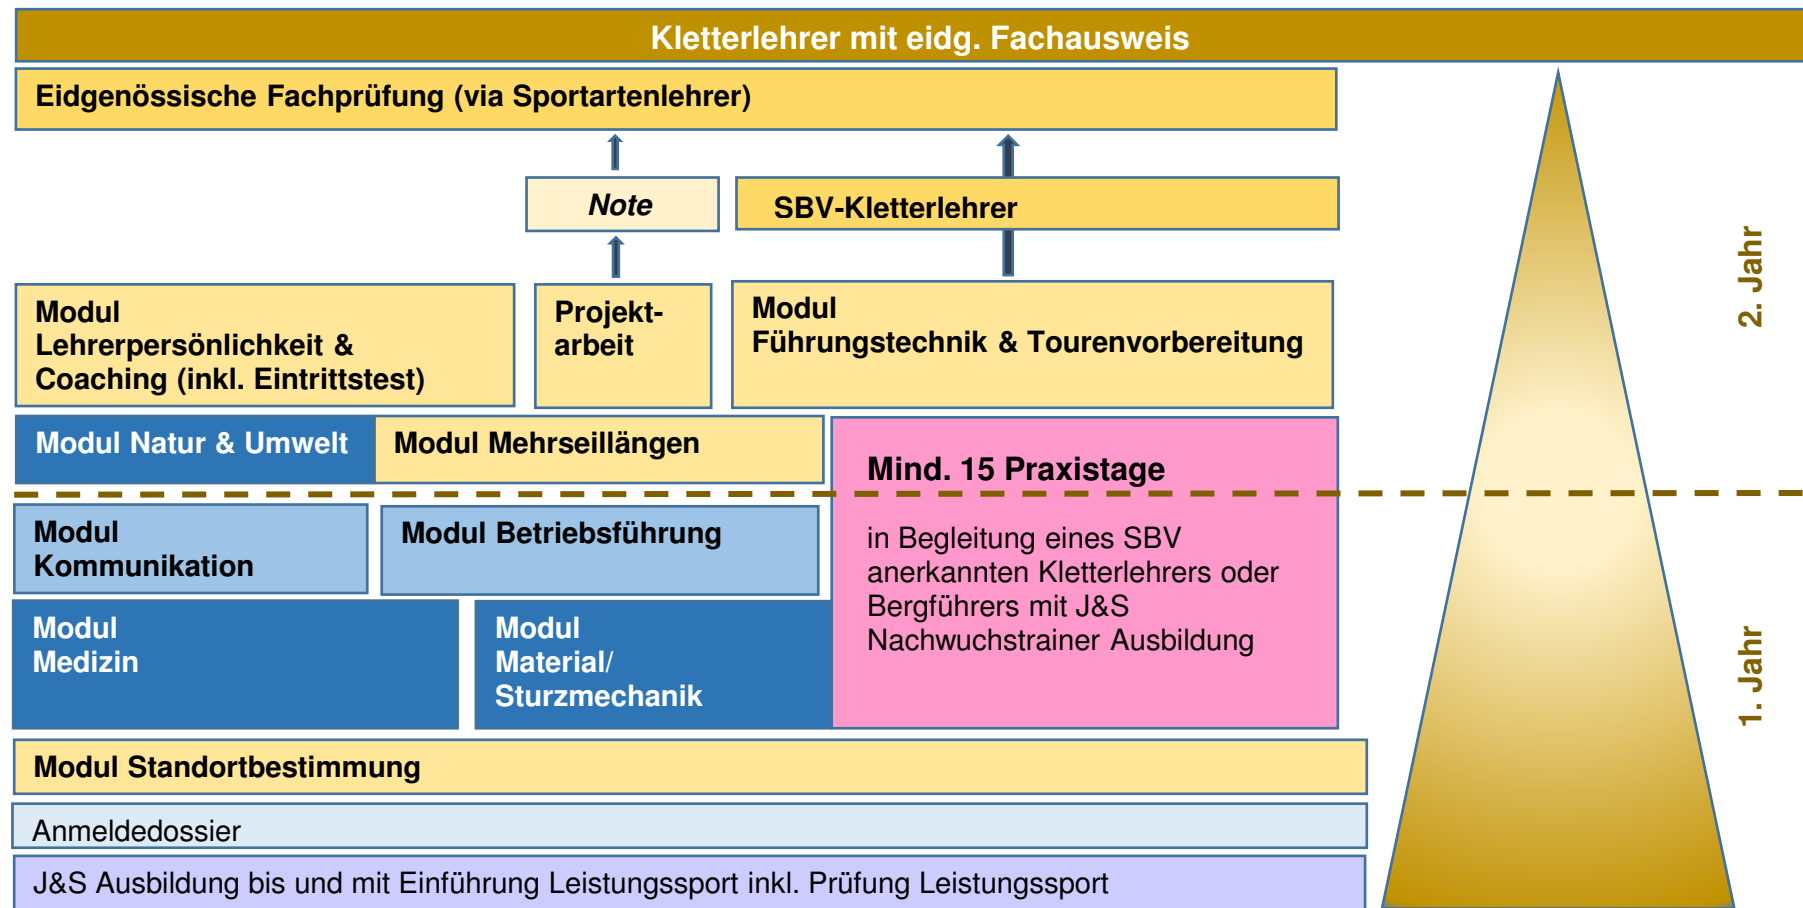 Kletterlehrer mit eidg. Fachausweis
Eidgenössische Fachprüfung (via Sportartenlehrer)
Note
SBV-Kletterlehrer
2. Jahr
Modul
Lehrerpersönlichkeit &
Coaching (inkl. Eintrittstest)
Projekt-
arbeit
Modul
Führungstechnik & Tourenvorbereitung
Modul Natur & Umwelt
Modul Mehrseillängen
Mind. 15 Praxistage
in Begleitung eines SBV
anerkannten Kletterlehrers oder
Bergführers mit J&S
Nachwuchstrainer Ausbildung
Modul
Kommunikation
Modul Betriebsführung
Modul
Medizin
Modul
Material/
Sturzmechanik
1. Jahr
Modul Standortbestimmung
Anmeldedossier
J&S Ausbildung bis und mit Einführung Leistungssport inkl. Prüfung Leistungssport